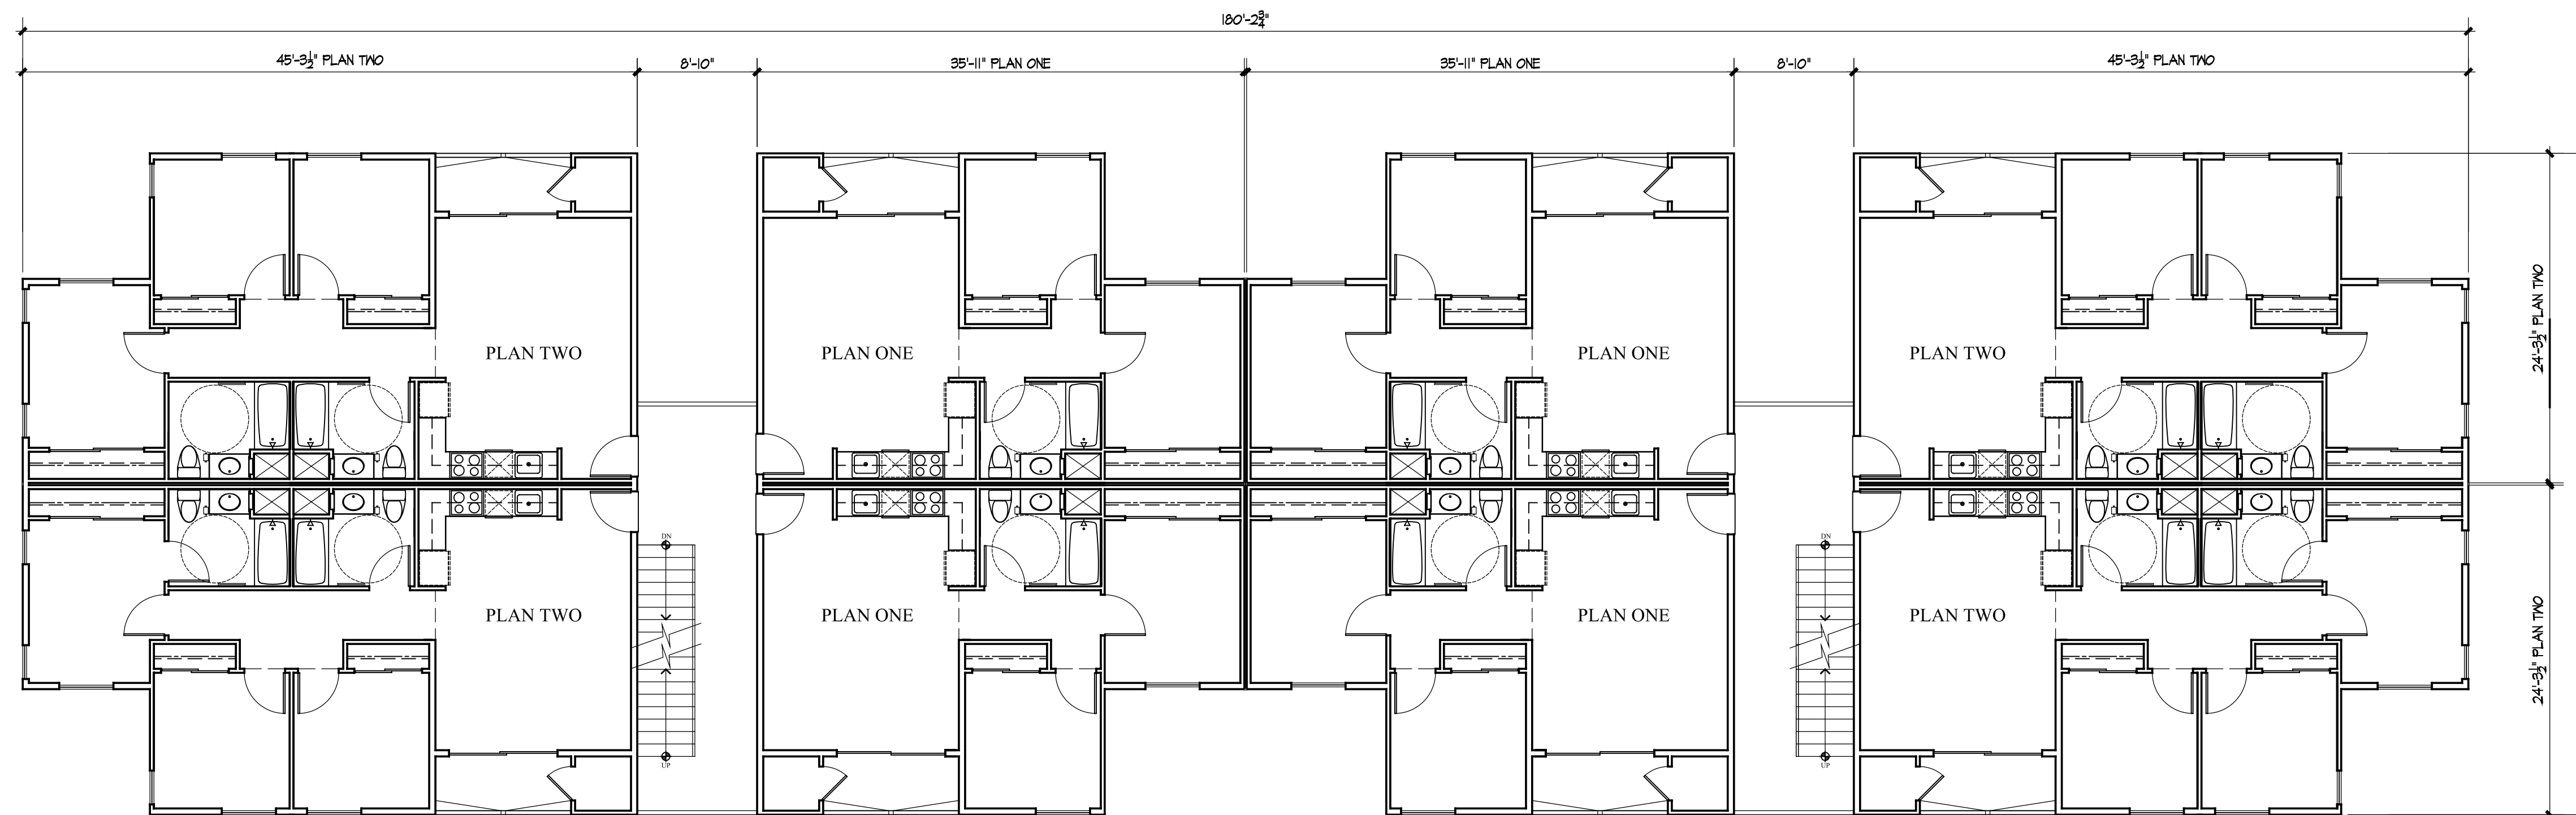 180'-2¾"
45'-3½" PLAN TWO
8'-10"
35'-11" PLAN ONE
35'-11" PLAN ONE
8'-10"
45'-3½" PLAN TWO
24'-3½" PLAN TWO
PLAN TWO
PLAN ONE
PLAN ONE
PLAN TWO
DN
DN
PLAN TWO
PLAN ONE
PLAN ONE
PLAN TWO
24'-3½" PLAN TWO
UP
UP